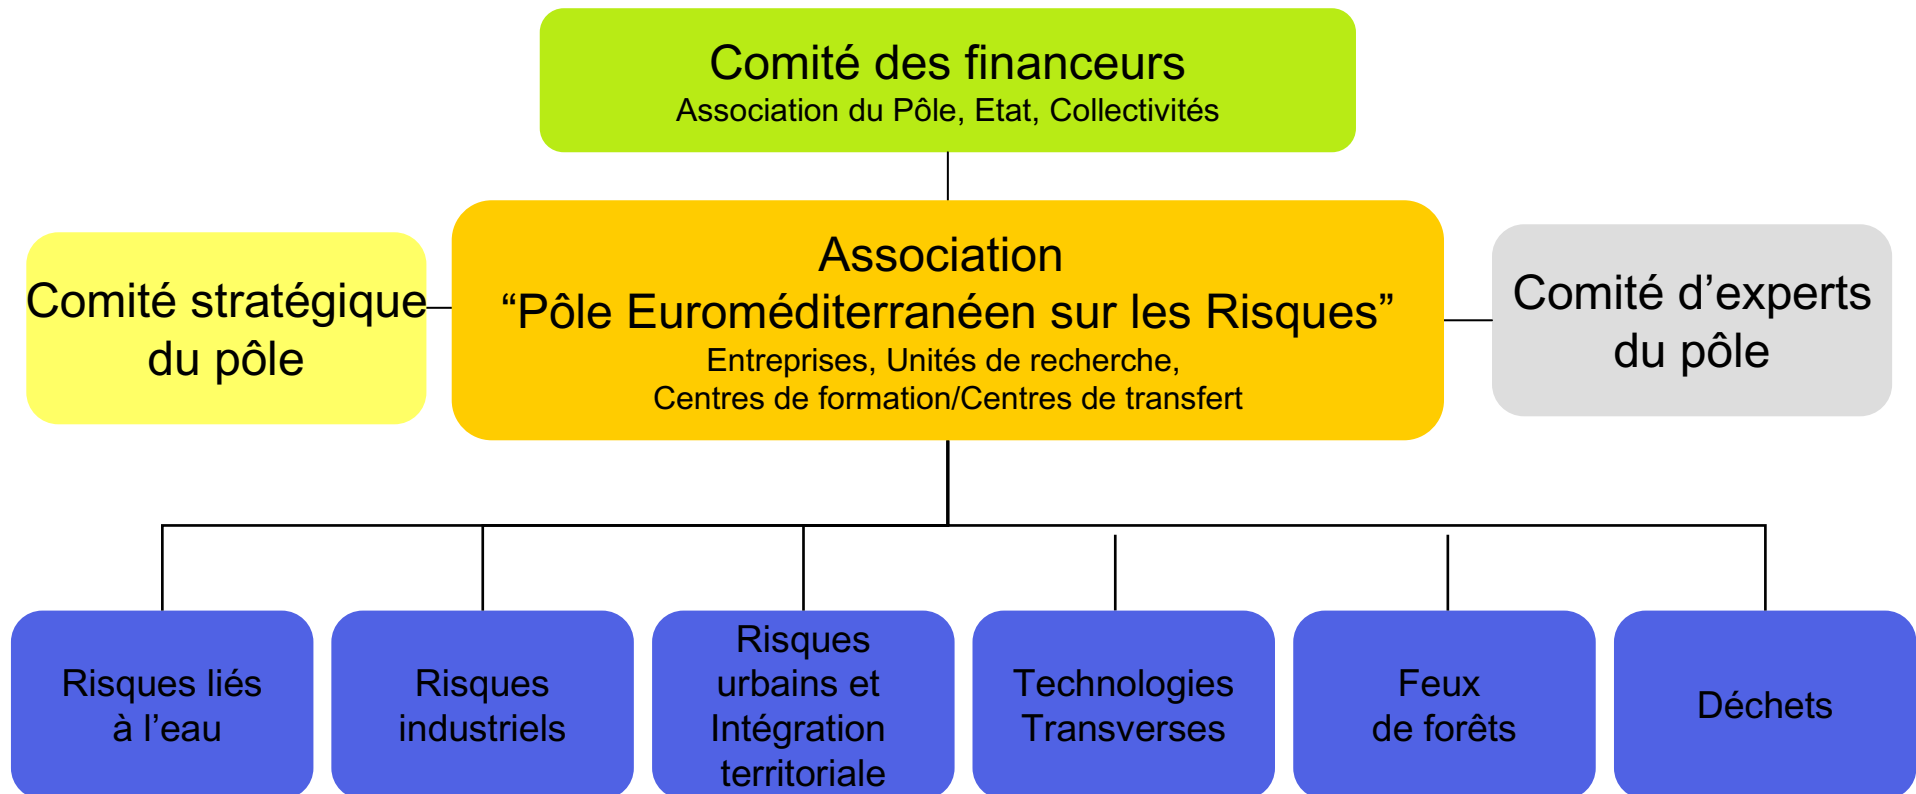 Comité des financeurs
Association du Pôle, Etat, Collectivités
Comité stratégique
du pôle
Association
“Pôle Euroméditerranéen sur les Risques”
Entreprises, Unités de recherche,
Centres de formation/Centres de transfert
Comité d’experts
du pôle
Risques liés
à l’eau
Risques
industriels
Risques
urbains et
Intégration
territoriale
Technologies
Transverses
Feux
de forêts
Déchets